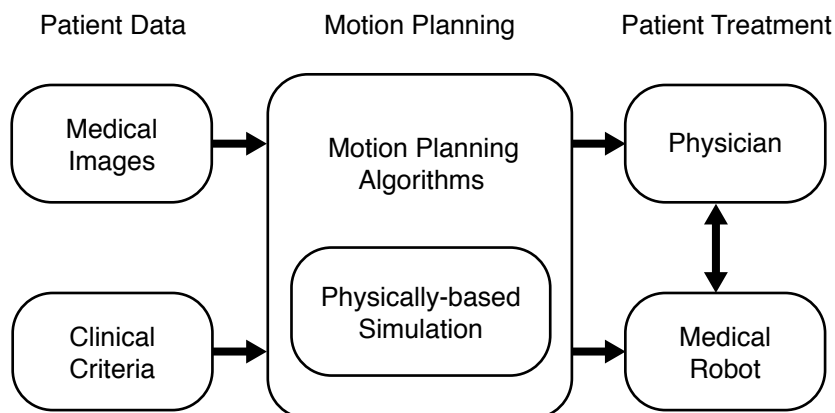 Patient Data
Motion Planning
Patient Treatment
Medical
Images
Motion Planning
Algorithms
Physician
Clinical
Criteria
Physically-based
Simulation
Medical
Robot